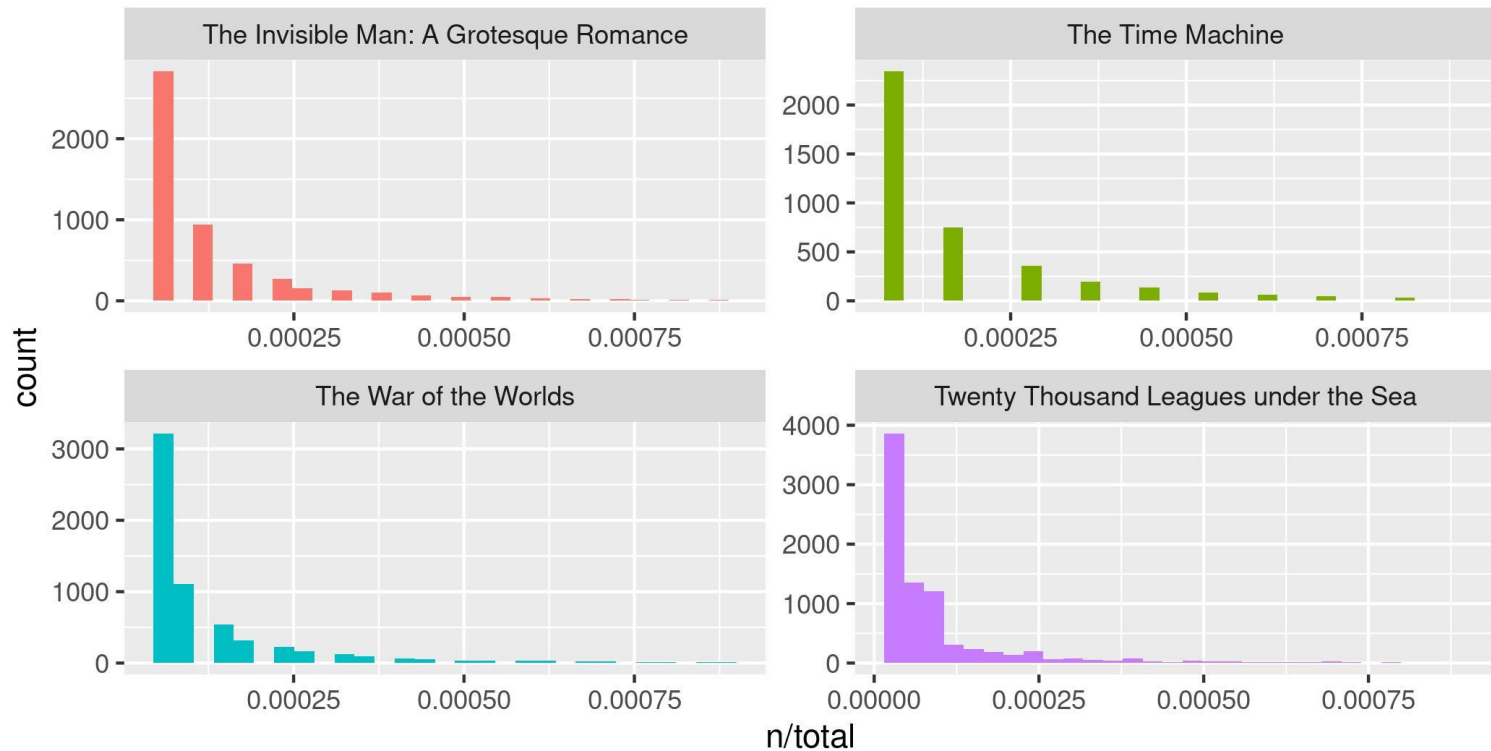 The Invisible Man: A Grotesque Romance
The Time Machine
2000
1000
0
0.00025 0.00050 0.00075
2000
1500
1000
500
0
0.00025 0.00050 0.00075
count
The War of the Worlds
Twenty Thousand Leagues under the Sea
3000
2000
1000
0
0.00025 0.00050 0.00075
4000
3000
2000
1000
0
0.00000 0.00025 0.00050 0.00075
n/total